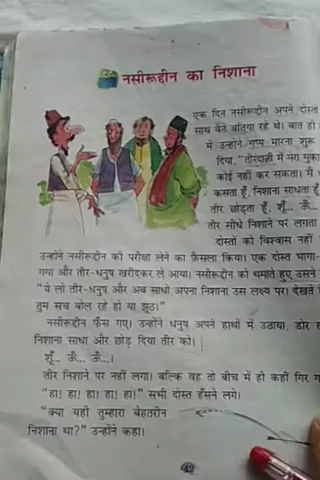 नसीरूद्दीन का निशाना
एक दिन नसीरूद्दीन अपने दोस्तों
साथ बैठे बतिया रहे थे। बात ही
में उन्होंने गप्प मारना शुरू
दिया, "तीरंदाज़ी में मेरा मुका
कोई नहीं कर सकता। मैं
कसता हूँ, निशाना साधता हूँ
तीर छोड़ता हूँ, शूँ... ऊँ...
तीर सीधे निशाने पर लगता
दोस्तों को विश्वास नहीं
उन्होंने नसीरूद्दीन की परीक्षा लेने का फ़ैसला किया। एक दोस्त भागा-
गया और तीर-धनुष खरीदकर ले आया। नसीरूद्दीन को थमाते हुए उसने
"ये लो तीर-धनुष और अब साधो अपना निशाना उस लक्ष्य पर। देखते
तुम सच बोल रहे हो या झूठ।"
नसीरूद्दीन फँस गए। उन्होंने धनुष अपने हाथों में उठाया, डोर
निशाना साधा और छोड़ दिया तीर को।
शूँ... ऊँ... ऊँ...।
तीर निशाने पर नहीं लगा। बल्कि वह तो बीच में ही कहीं गिर
"हा! हा! हा! हा! हा!" सभी दोस्त हँसने लगे।
"क्या यही तुम्हारा बेहतरीन
निशाना था?" उन्होंने कहा।